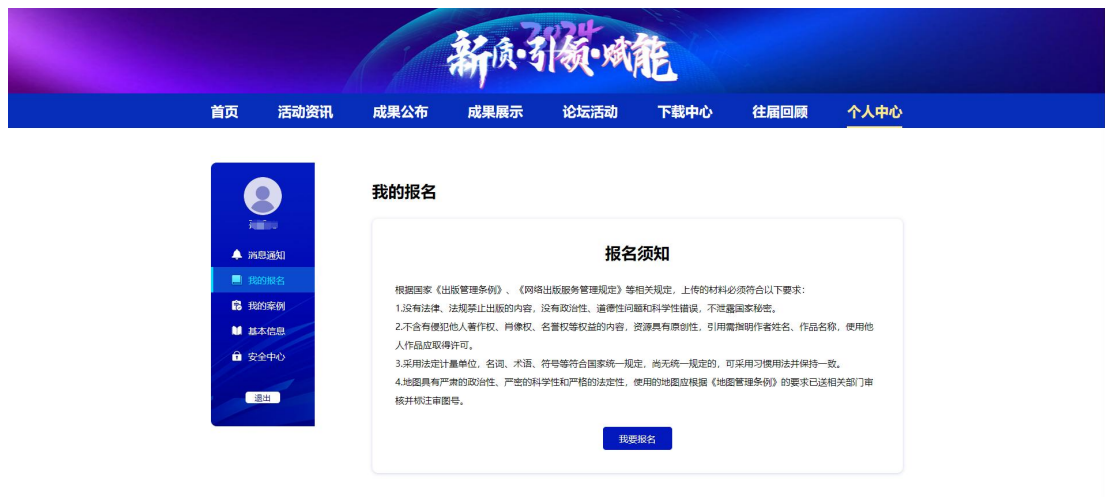 2024
新质·引领·赋能
首页 活动资讯 成果公布 成果展示 论坛活动 下载中心 往届回顾 个人中心
消息通知
我的报名
我的案例
基本信息
安全中心
退出
我的报名
报名须知
根据国家《出版管理条例》、《网络出版服务管理规定》等相关规定，上传的材料必须符合以下要求：
1.没有法律、法规禁止出版的内容，没有政治性、道德性问题和科学性错误，不泄露国家秘密。
2.不含有侵犯他人著作权、肖像权、名誉权等权益的内容，资源具有原创性，引用需指明作者姓名、作品名称，使用他
人作品应取得许可。
3.采用法定计量单位，名词、术语、符号等符合国家统一规定，尚无统一规定的，可采用习惯用法并保持一致。
4.地图具有严肃的政治性、严密的科学性和严格的法定性，使用的地图应根据《地图管理条例》的要求已送相关部门审
核并标注审图号。
我要报名